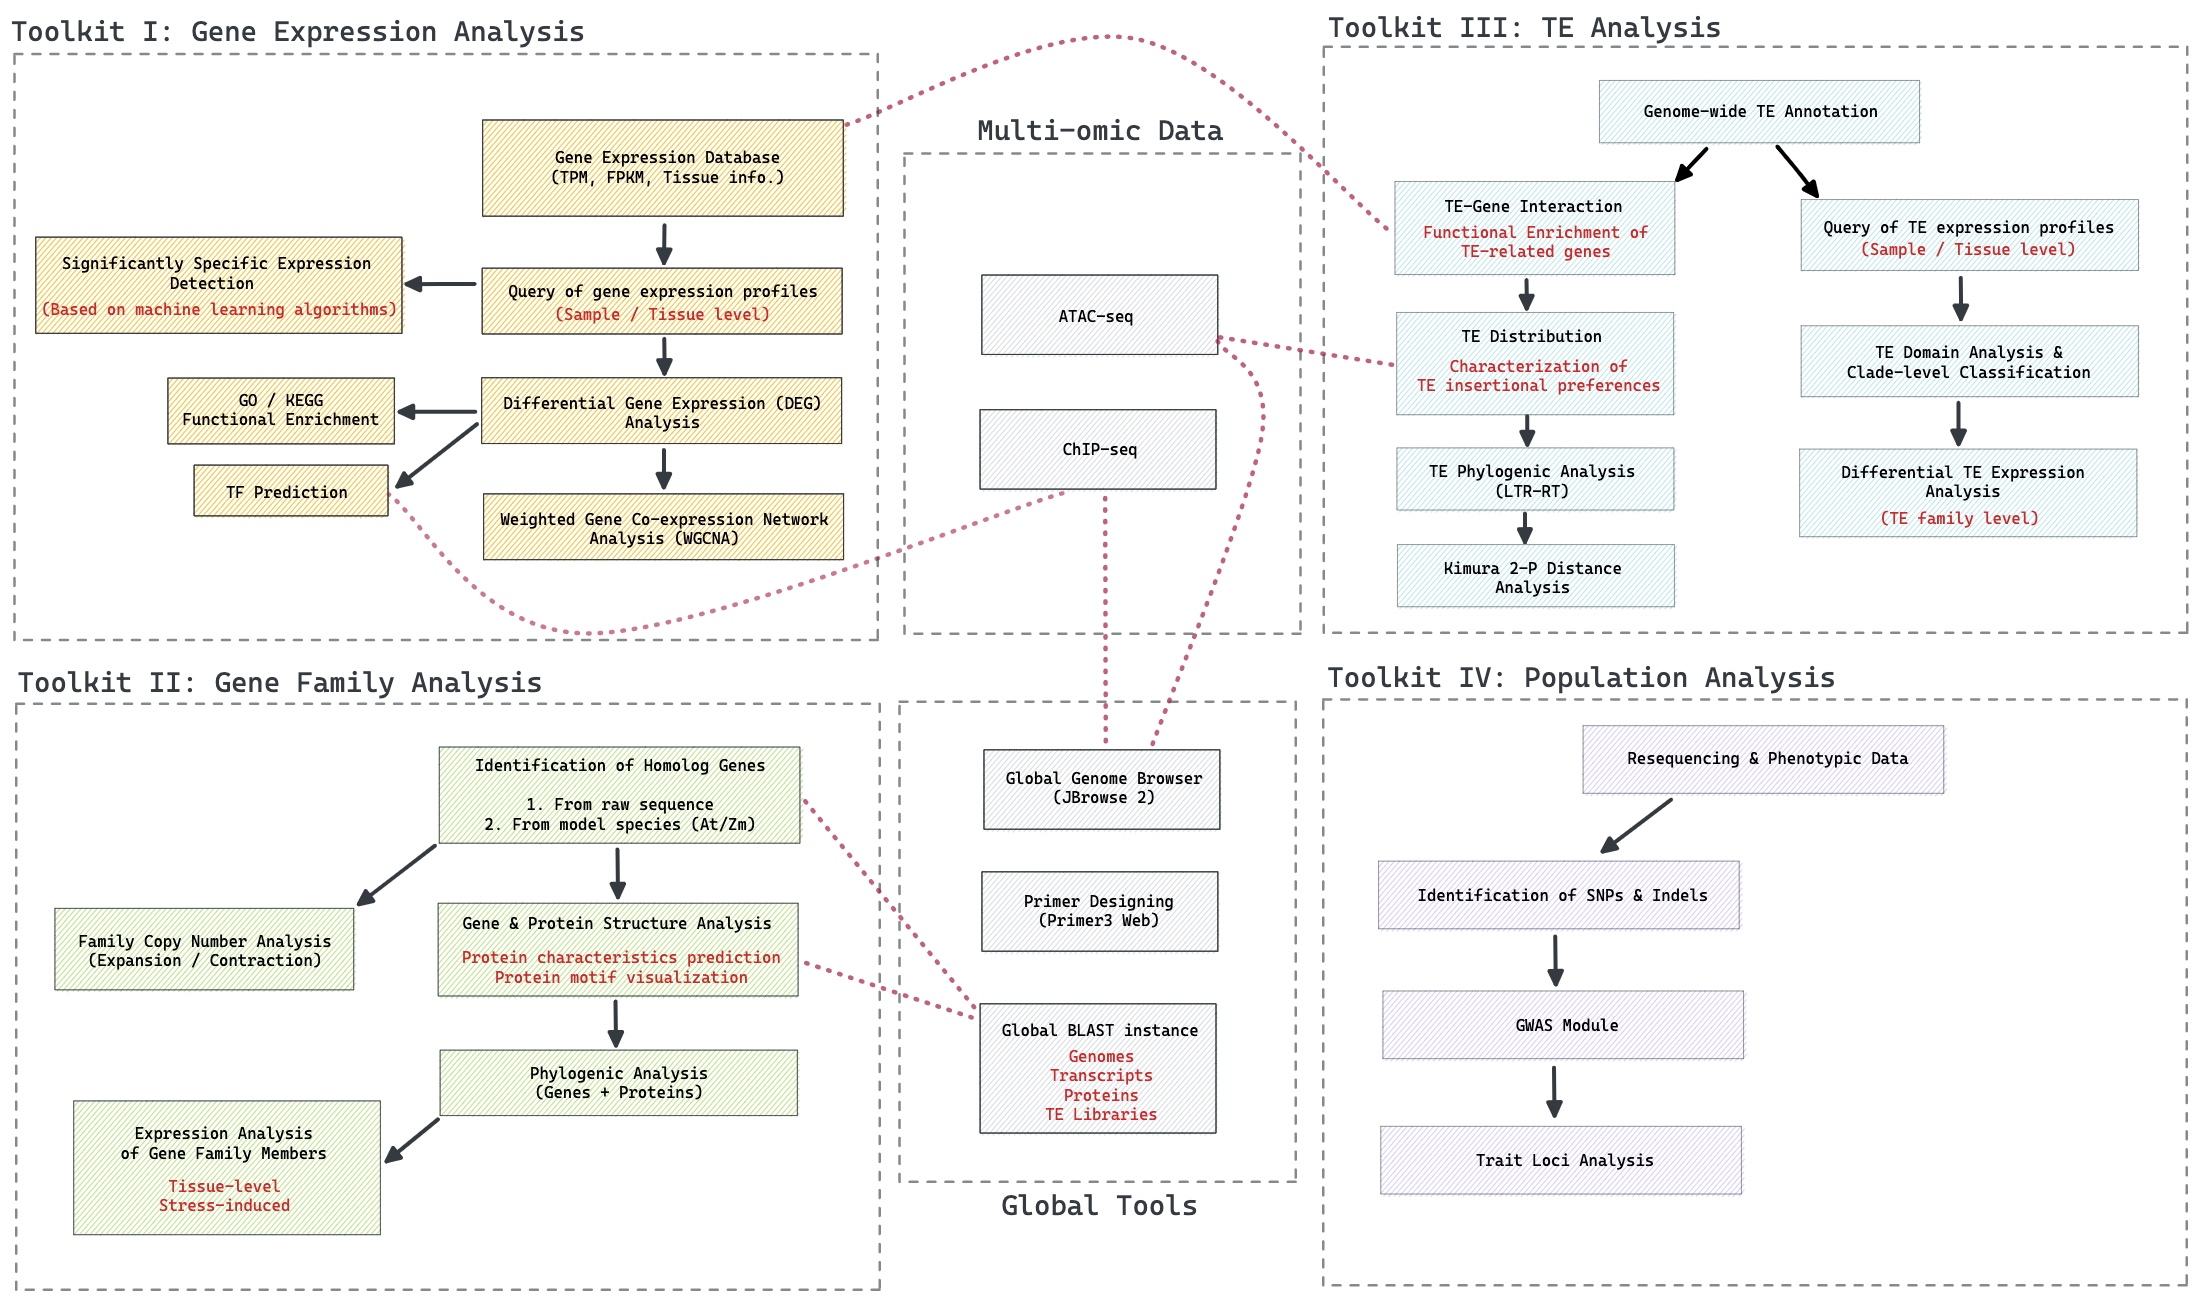 Toolkit I: Gene Expression Analysis
Gene Expression Database
(TPM, FPKM, Tissue info.)
Significantly Specific Expression
Detection
(Based on machine learning algorithms)
Query of gene expression profiles
(Sample / Tissue level)
GO / KEGG
Functional Enrichment
Differential Gene Expression (DEG)
Analysis
TF Prediction
Weighted Gene Co-expression Network
Analysis (WGCNA)
Multi-omic Data
ATAC-seq
ChIP-seq
Toolkit III: TE Analysis
Genome-wide TE Annotation
TE-Gene Interaction
Functional Enrichment of
TE-related genes
Query of TE expression profiles
(Sample / Tissue level)
TE Distribution
Characterization of
TE insertional preferences
TE Domain Analysis &
Clade-level Classification
TE Phylogenic Analysis
(LTR-RT)
Differential TE Expression
Analysis
(TE family level)
Kimura 2-P Distance
Analysis
Toolkit II: Gene Family Analysis
Identification of Homolog Genes
1. From raw sequence
2. From model species (At/Zm)
Family Copy Number Analysis
(Expansion / Contraction)
Gene & Protein Structure Analysis
Protein characteristics prediction
Protein motif visualization
Phylogenic Analysis
(Genes + Proteins)
Expression Analysis
of Gene Family Members
Tissue-level
Stress-induced
Global Genome Browser
(JBrowse 2)
Primer Designing
(Primer3 Web)
Global BLAST instance
Genomes
Transcripts
Proteins
TE Libraries
Global Tools
Toolkit IV: Population Analysis
Resequencing & Phenotypic Data
Identification of SNPs & Indels
GWAS Module
Trait Loci Analysis